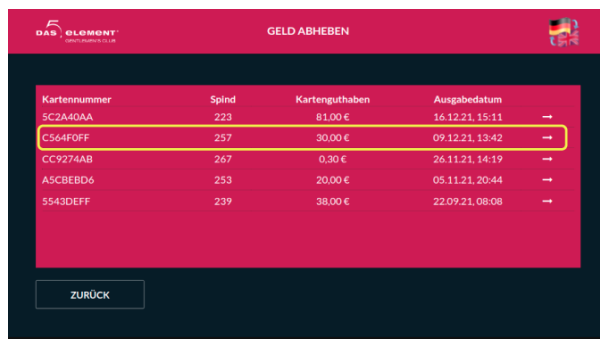 DAS 5 ELEMENT GELD ABHEBEN
GENTLEMEN'S CLUB
Kartennummer Spind Kartenguthaben Ausgabedatum
5C2A40AA 223 81,00 € 16.12.21, 15:11 →
C564F0FF 257 30,00 € 09.12.21, 13:42 →
CC9274AB 267 0,30 € 26.11.21, 14:19 →
A5CBEBD6 253 20,00 € 05.11.21, 20:44 →
5543DEFF 239 38,00 € 22.09.21, 08:08 →
ZURÜCK